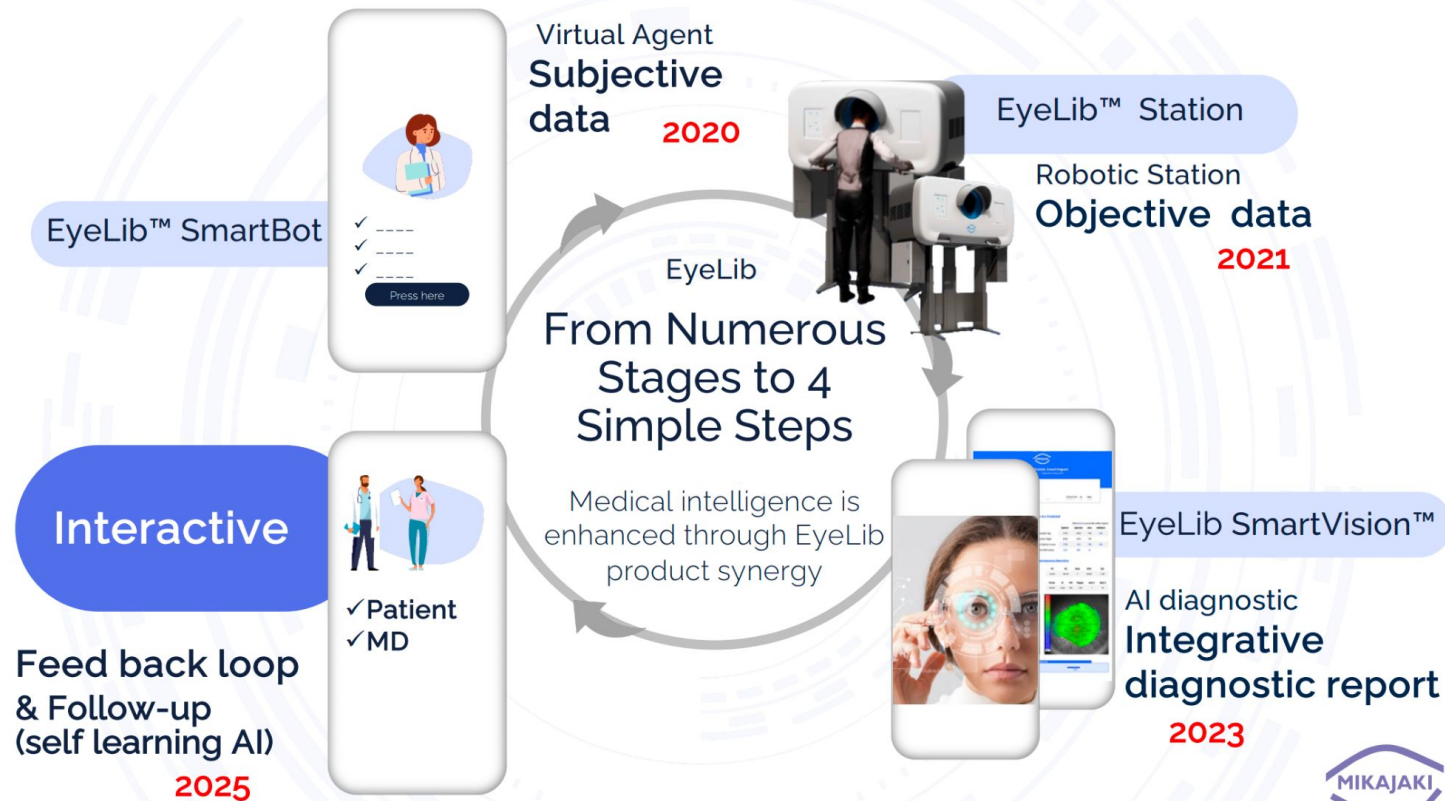 Virtual Agent
Subjective
data
2020
EyeLib™ SmartBot
✓ _ _ _ _
✓ _ _ _ _
✓ _ _ _ _
Press here
EyeLib™ Station
Robotic Station
Objective data
2021
EyeLib
From Numerous
Stages to 4
Simple Steps
Medical intelligence is
enhanced through EyeLib
product synergy
EyeLib SmartVision™
AI diagnostic
Integrative
diagnostic report
2023
Interactive
✓Patient
✓MD
Feed back loop
& Follow-up
(self learning AI)
2025
MIKAJAKI